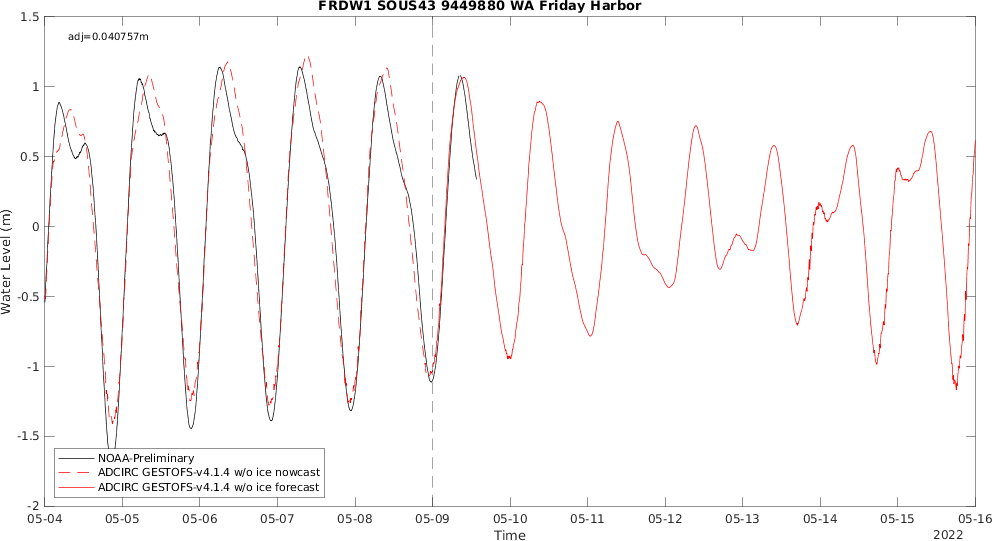 FRDW1 SOUS43 9449880 WA Friday Harbor
adj=0.040757m
1.5
1
0.5
0
-0.5
-1
-1.5
-2
Water Level (m)
NOAA-Preliminary
ADCIRC GESTOFS-v4.1.4 w/o ice nowcast
ADCIRC GESTOFS-v4.1.4 w/o ice forecast
05-04 05-05 05-06 05-07 05-08 05-09 05-10 05-11 05-12 05-13 05-14 05-15 05-16
Time
2022